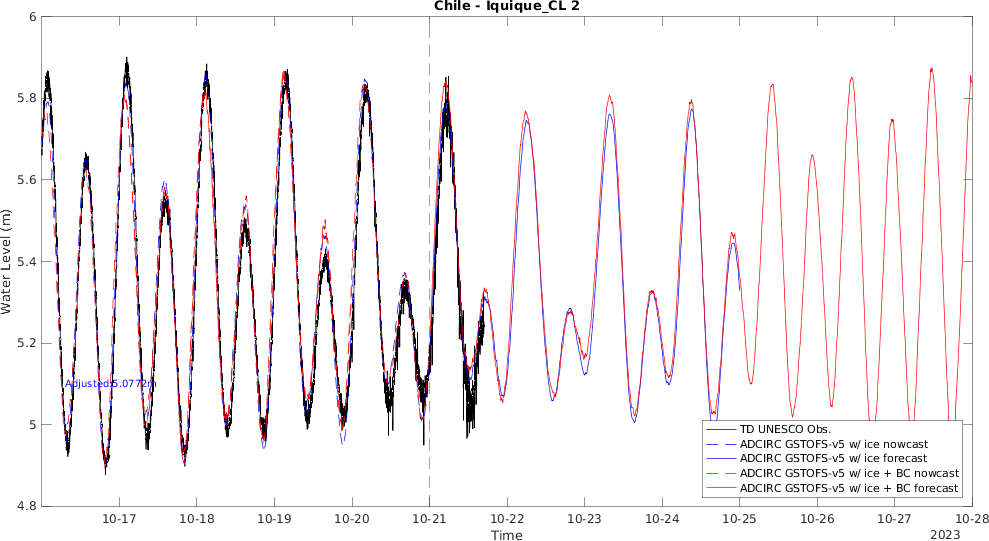 Chile - Iquique_CL 2
6
5.8
5.6
5.4
5.2
5
4.8
Water Level (m)
Adjusted:5.0772m
TD UNESCO Obs.
ADCIRC GSTOFS-v5 w/ ice nowcast
ADCIRC GSTOFS-v5 w/ ice forecast
ADCIRC GSTOFS-v5 w/ ice + BC nowcast
ADCIRC GSTOFS-v5 w/ ice + BC forecast
10-17 10-18 10-19 10-20 10-21 10-22 10-23 10-24 10-25 10-26 10-27 10-28
Time
2023